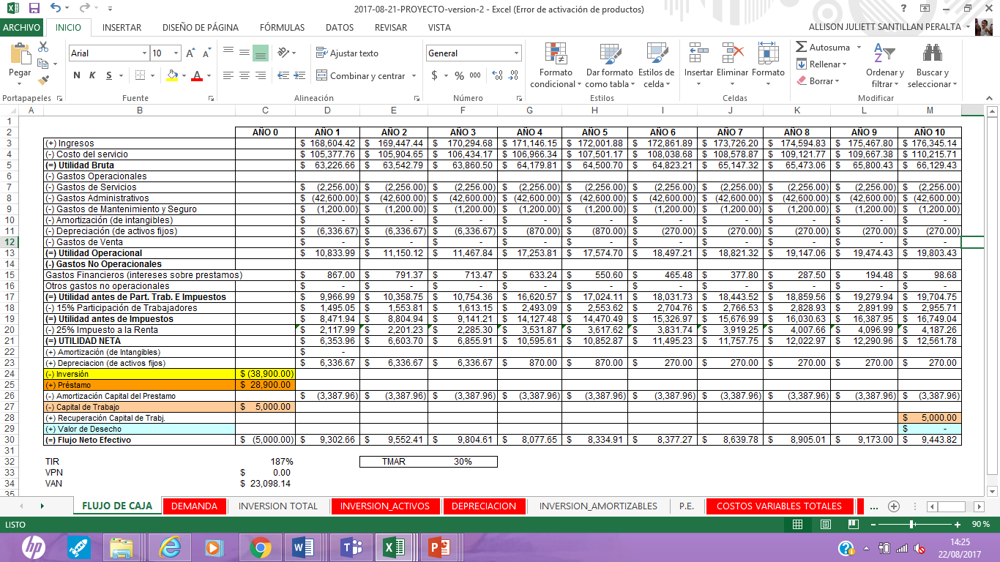 2017-08-21-PROYECTO-version-2 - Excel (Error de activación de productos)
ARCHIVO INICIO INSERTAR DISEÑO DE PÁGINA FÓRMULAS DATOS REVISAR VISTA ALLISON JULIETT SANTILLAN PERALTA
Pegar Arial 10 Ajustar texto General Formato condicional Dar formato como tabla Estilos de celda Insertar Eliminar Formato Autosuma Rellenar Borrar Ordenar y filtrar Buscar y seleccionar
N K S Combinar y centrar $ % 000
Portapapeles Fuente Alineación Número Estilos Celdas Modificar
A B C D E F G H I J K L M
1
2 AÑO 0 AÑO 1 AÑO 2 AÑO 3 AÑO 4 AÑO 5 AÑO 6 AÑO 7 AÑO 8 AÑO 9 AÑO 10
3 (+) Ingresos $ 168,604.42 $ 169,447.44 $ 170,294.68 $ 171,146.15 $ 172,001.88 $ 172,861.89 $ 173,726.20 $ 174,594.83 $ 175,467.80 $ 176,345.14
4 (-) Costo del servicio $ 105,377.76 $ 105,904.65 $ 106,434.17 $ 106,966.34 $ 107,501.17 $ 108,038.68 $ 108,578.87 $ 109,121.77 $ 109,667.38 $ 110,215.71
5 (=) Utilidad Bruta $ 63,226.66 $ 63,542.79 $ 63,860.50 $ 64,179.81 $ 64,500.70 $ 64,823.21 $ 65,147.32 $ 65,473.06 $ 65,800.43 $ 66,129.43
6 (-) Gastos Operacionales
7 (-) Gastos de Servicios $ (2,256.00) $ (2,256.00) $ (2,256.00) $ (2,256.00) $ (2,256.00) $ (2,256.00) $ (2,256.00) $ (2,256.00) $ (2,256.00) $ (2,256.00)
8 (-) Gastos Administrativos $ (42,600.00) $ (42,600.00) $ (42,600.00) $ (42,600.00) $ (42,600.00) $ (42,600.00) $ (42,600.00) $ (42,600.00) $ (42,600.00) $ (42,600.00)
9 (-) Gastos de Mantenimiento y Seguro $ (1,200.00) $ (1,200.00) $ (1,200.00) $ (1,200.00) $ (1,200.00) $ (1,200.00) $ (1,200.00) $ (1,200.00) $ (1,200.00) $ (1,200.00)
10 (-) Amortización (de intangibles) $ - $ - $ - $ - $ - $ - $ - $ - $ - $ -
11 (-) Depreciación (de activos fijos) $ (6,336.67) $ (6,336.67) $ (6,336.67) $ (870.00) $ (870.00) $ (270.00) $ (270.00) $ (270.00) $ (270.00) $ (270.00)
12 (-) Gastos de Venta $ - $ - $ - $ - $ - $ - $ - $ - $ - $ -
13 (=) Utilidad Operacional $ 10,833.99 $ 11,150.12 $ 11,467.84 $ 17,253.81 $ 17,574.70 $ 18,497.21 $ 18,821.32 $ 19,147.06 $ 19,474.43 $ 19,803.43
14 (-) Gastos No Operacionales
15 Gastos Financieros (intereses sobre prestamos) $ 867.00 $ 791.37 $ 713.47 $ 633.24 $ 550.60 $ 465.48 $ 377.80 $ 287.50 $ 194.48 $ 98.68
16 Otros gastos no operacionales $ - $ - $ - $ - $ - $ - $ - $ - $ - $ -
17 (=) Utilidad antes de Part. Trab. E Impuestos $ 9,966.99 $ 10,358.75 $ 10,754.36 $ 16,620.57 $ 17,024.11 $ 18,031.73 $ 18,443.52 $ 18,859.56 $ 19,279.94 $ 19,704.75
18 (-) 15% Participación de Trabajadores $ 1,495.05 $ 1,553.81 $ 1,613.15 $ 2,493.09 $ 2,553.62 $ 2,704.76 $ 2,766.53 $ 2,828.93 $ 2,891.99 $ 2,955.71
19 (=) Utilidad antes de Impuestos $ 8,471.94 $ 8,804.94 $ 9,141.21 $ 14,127.48 $ 14,470.49 $ 15,326.97 $ 15,676.99 $ 16,030.63 $ 16,387.95 $ 16,749.04
20 (-) 25% Impuesto a la Renta $ 2,117.99 $ 2,201.23 $ 2,285.30 $ 3,531.87 $ 3,617.62 $ 3,831.74 $ 3,919.25 $ 4,007.66 $ 4,096.99 $ 4,187.26
21 (=) UTILIDAD NETA $ 6,353.96 $ 6,603.70 $ 6,855.91 $ 10,595.61 $ 10,852.87 $ 11,495.23 $ 11,757.75 $ 12,022.97 $ 12,290.96 $ 12,561.78
22 (+) Amortización (de Intangibles) $ -
23 (+) Depreciacion (de activos fijos) $ 6,336.67 $ 6,336.67 $ 6,336.67 $ 870.00 $ 870.00 $ 270.00 $ 270.00 $ 270.00 $ 270.00 $ 270.00
24 (-) Inversión $ (38,900.00)
25 (+) Préstamo $ 28,900.00
26 (-) Amortización Capital del Prestamo $ (3,387.96) $ (3,387.96) $ (3,387.96) $ (3,387.96) $ (3,387.96) $ (3,387.96) $ (3,387.96) $ (3,387.96) $ (3,387.96) $ (3,387.96)
27 (-) Capital de Trabajo $ 5,000.00
28 (+) Recuperación Capital de Trabj. $ 5,000.00
29 (+) Valor de Desecho $ -
30 (=) Flujo Neto Efectivo $ (5,000.00) $ 9,302.66 $ 9,552.41 $ 9,804.61 $ 8,077.65 $ 8,334.91 $ 8,377.27 $ 8,639.78 $ 8,905.01 $ 9,173.00 $ 9,443.82
31
32 TIR 187% TMAR 30%
33 VPN $ 0.00
34 VAN $ 23,098.14
35
FLUJO DE CAJA DEMANDA INVERSION TOTAL INVERSION_ACTIVOS DEPRECIACION INVERSION_AMORTIZABLES P.E. COSTOS VARIABLES TOTALES ...
LISTO 90 %
14:25
22/08/2017